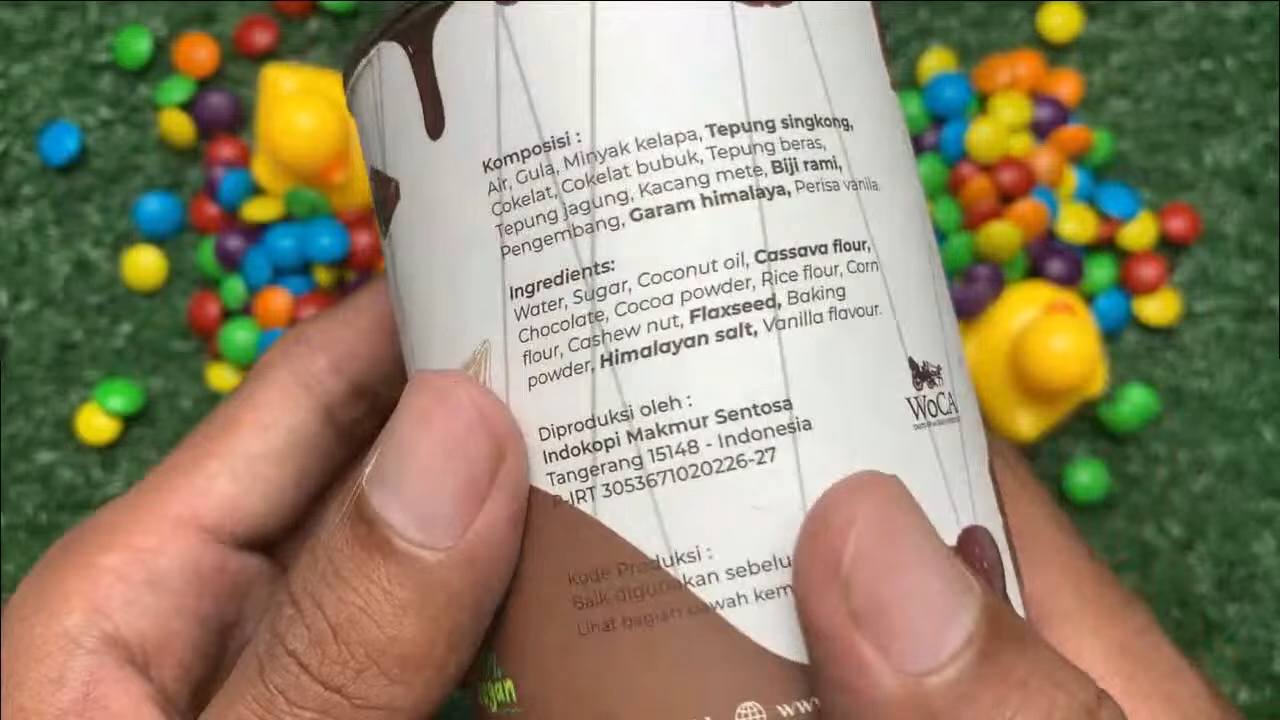 Komposisi :
Air, Gula, Minyak kelapa, Tepung singkong,
Cokelat, Cokelat bubuk, Tepung beras,
Tepung jagung, Kacang mete, Biji rami,
Pengembang, Garam himalaya, Perisa vanila.
Ingredients:
Water, Sugar, Coconut oil, Cassava flour,
Chocolate, Cocoa powder, Rice flour, Corn
flour, Cashew nut, Flaxseed, Baking
powder, Himalayan salt, Vanilla flavour.
Diproduksi oleh :
Indokopi Makmur Sentosa
Tangerang 15148 - Indonesia
P-IRT 3053671020226-27
WoCA
Kode Produksi :
Baik digunakan sebelu
Lihat bagian bawah kem
www